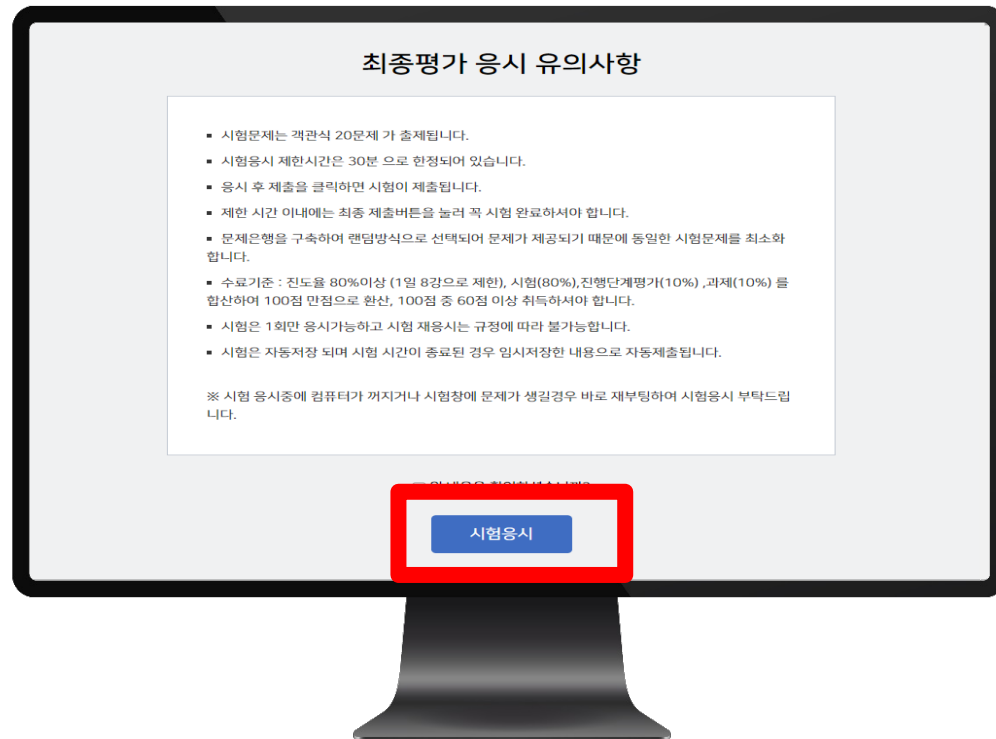 최종평가 응시 유의사항
▪ 시험문제는 객관식 20문제 가 출제됩니다.
▪ 시험응시 제한시간은 30분 으로 한정되어 있습니다.
▪ 응시 후 제출을 클릭하면 시험이 제출됩니다.
▪ 제한 시간 이내에는 최종 제출버튼을 눌러 꼭 시험 완료하셔야 합니다.
▪ 문제은행을 구축하여 랜덤방식으로 선택되어 문제가 제공되기 때문에 동일한 시험문제를 최소화
합니다.
▪ 수료기준 : 진도율 80%이상 (1일 8강으로 제한), 시험(80%),진행단계평가(10%) ,과제(10%) 를
합산하여 100점 만점으로 환산, 100점 중 60점 이상 취득하셔야 합니다.
▪ 시험은 1회만 응시가능하고 시험 재응시는 규정에 따라 불가능합니다.
▪ 시험은 자동저장 되며 시험 시간이 종료된 경우 임시저장한 내용으로 자동제출됩니다.
※ 시험 응시중에 컴퓨터가 꺼지거나 시험창에 문제가 생길경우 바로 재부팅하여 시험응시 부탁드립
니다.
시험응시